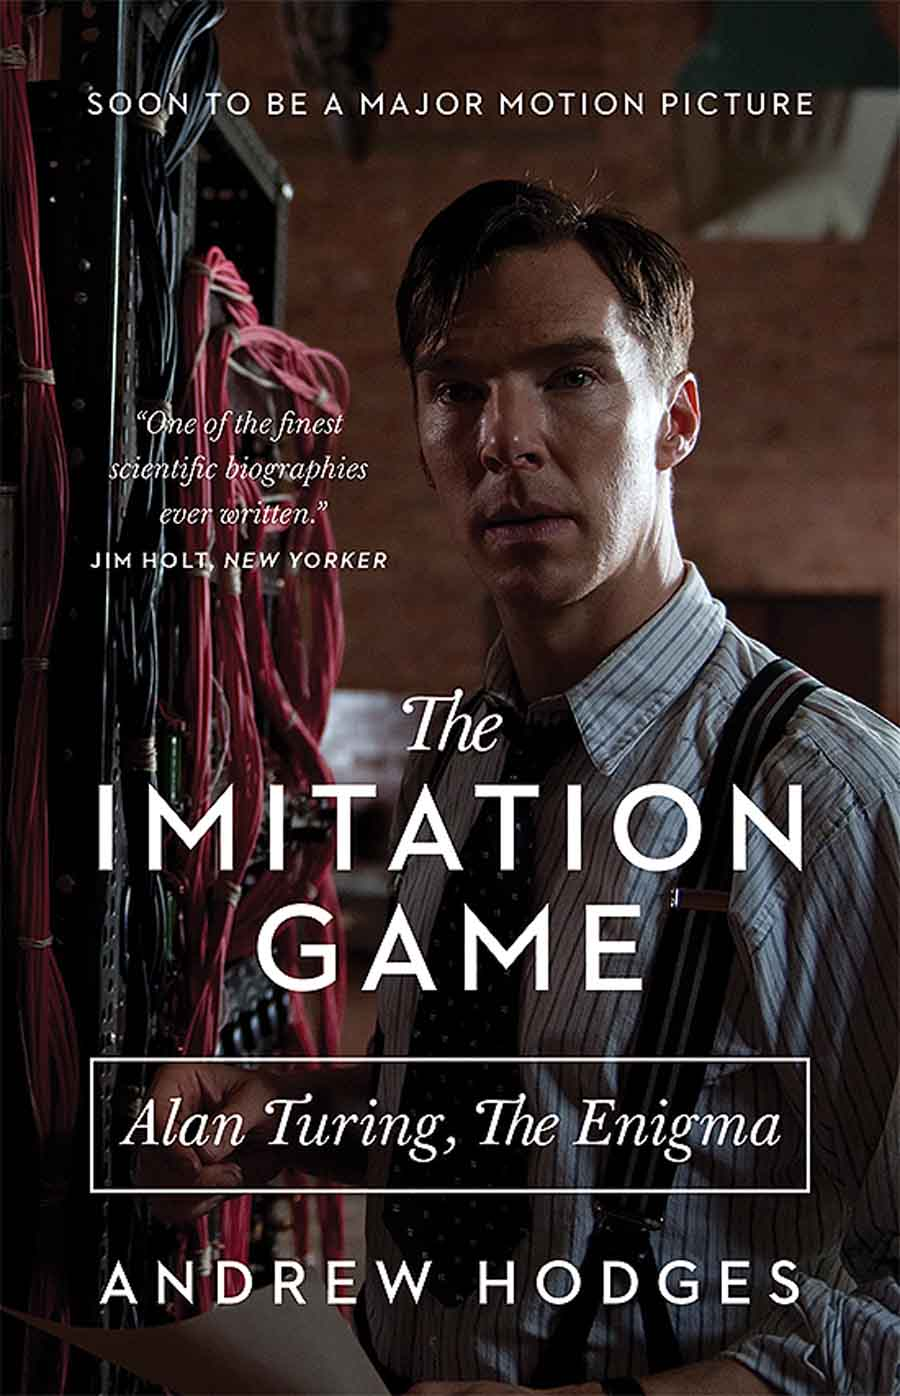 SOON TO BE A MAJOR MOTION PICTURE
“One of the finest
scientific biographies
ever written.”
JIM HOLT, NEW YORKER
The
IMITATION
GAME
Alan Turing, The Enigma
ANDREW HODGES